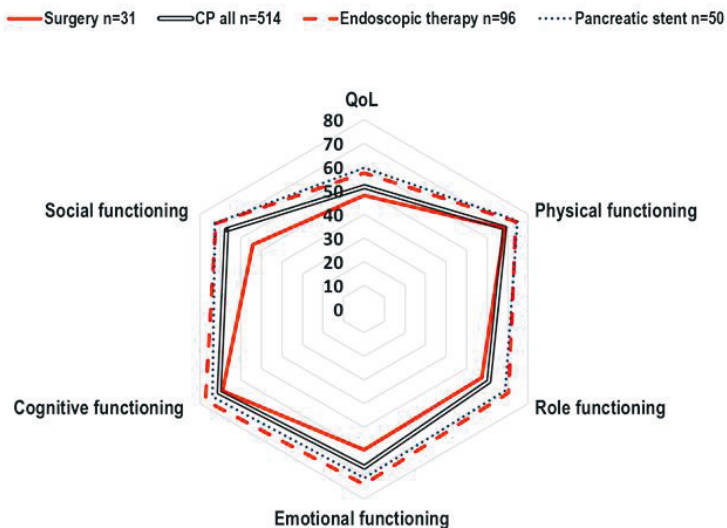 Surgery n=31 CP all n=514 Endoscopic therapy n=96 Pancreatic stent n=50
QoL
80
70
60
50
40
30
20
10
0
Social functioning Physical functioning
Cognitive functioning Role functioning
Emotional functioning